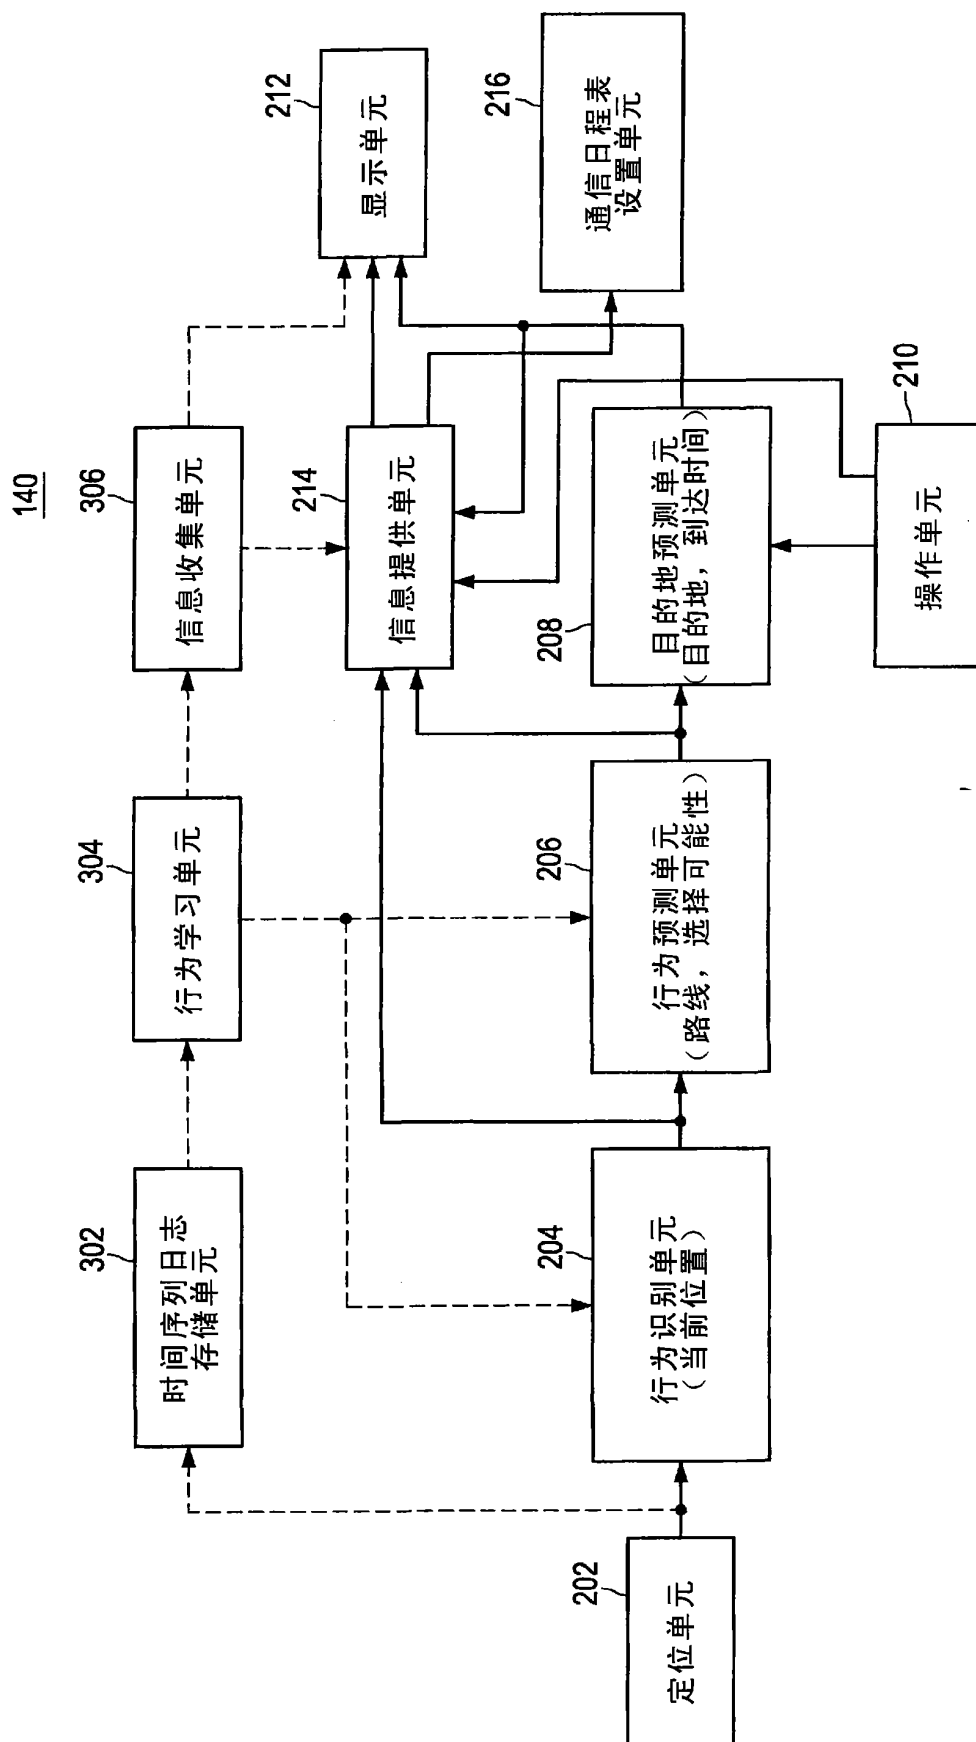 140
302
时间序列日志
存储单元
304
行为学习单元
306
信息收集单元
212
显示单元
214
信息提供单元
216
通信日程表
设置单元
202
定位单元
204
行为识别单元
(当前位置)
206
行为预测单元
(路线，选择可能性)
208
目的地预测单元
(目的地，到达时间)
210
操作单元